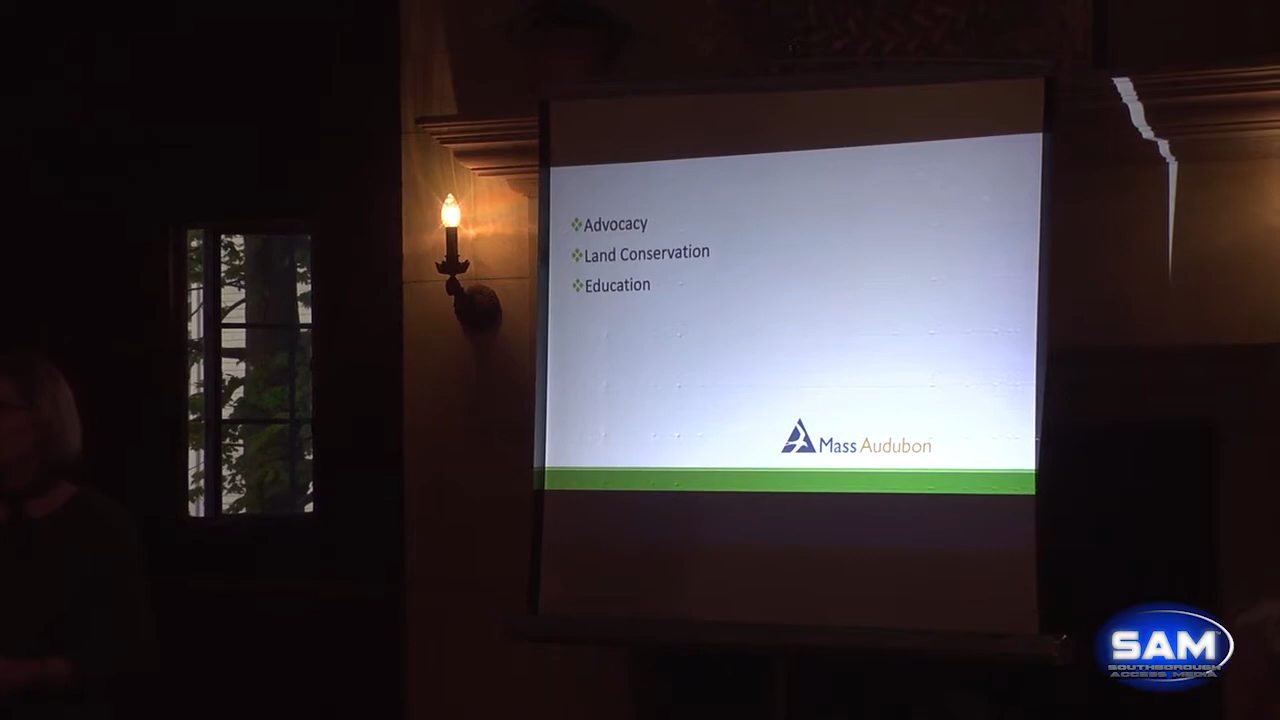 Advocacy
Land Conservation
Education
Mass Audubon
SAM
SOUTHBOROUGH
ACCESS MEDIA